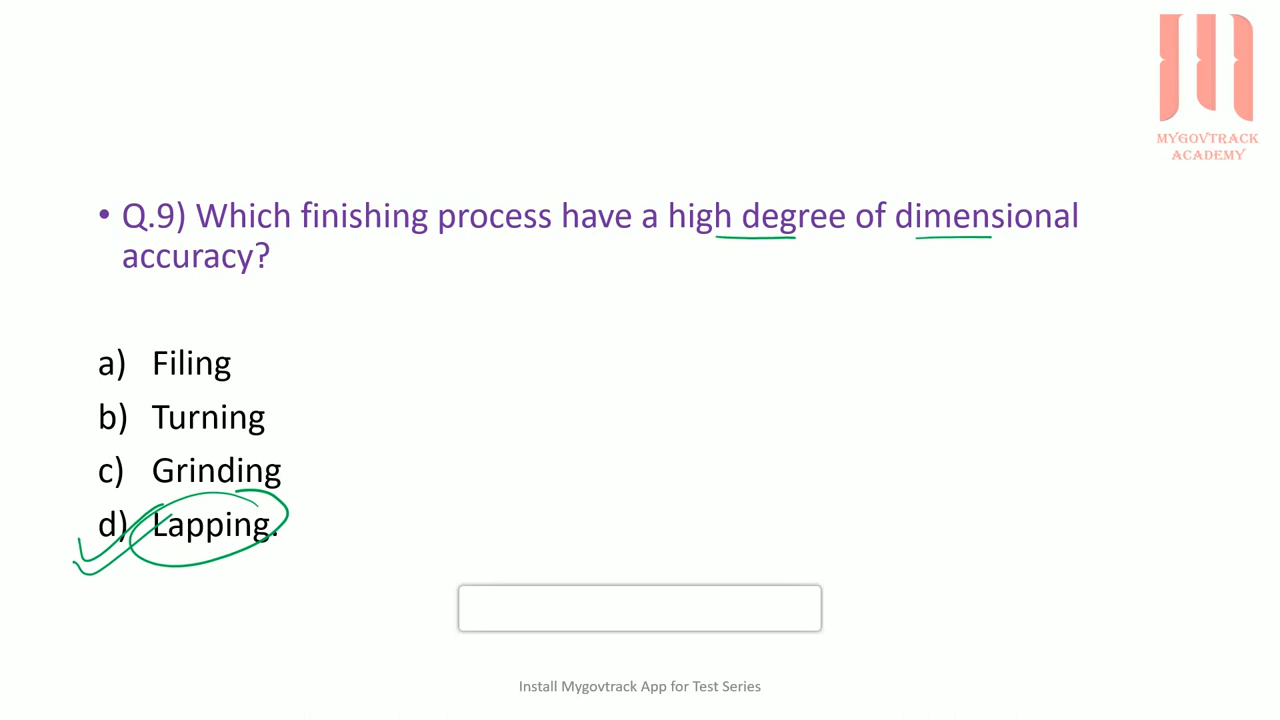 MYGOVTRACK
ACADEMY
• Q.9) Which finishing process have a high degree of dimensional
accuracy?
a) Filing
b) Turning
c) Grinding
d) Lapping.
Install Mygovtrack App for Test Series